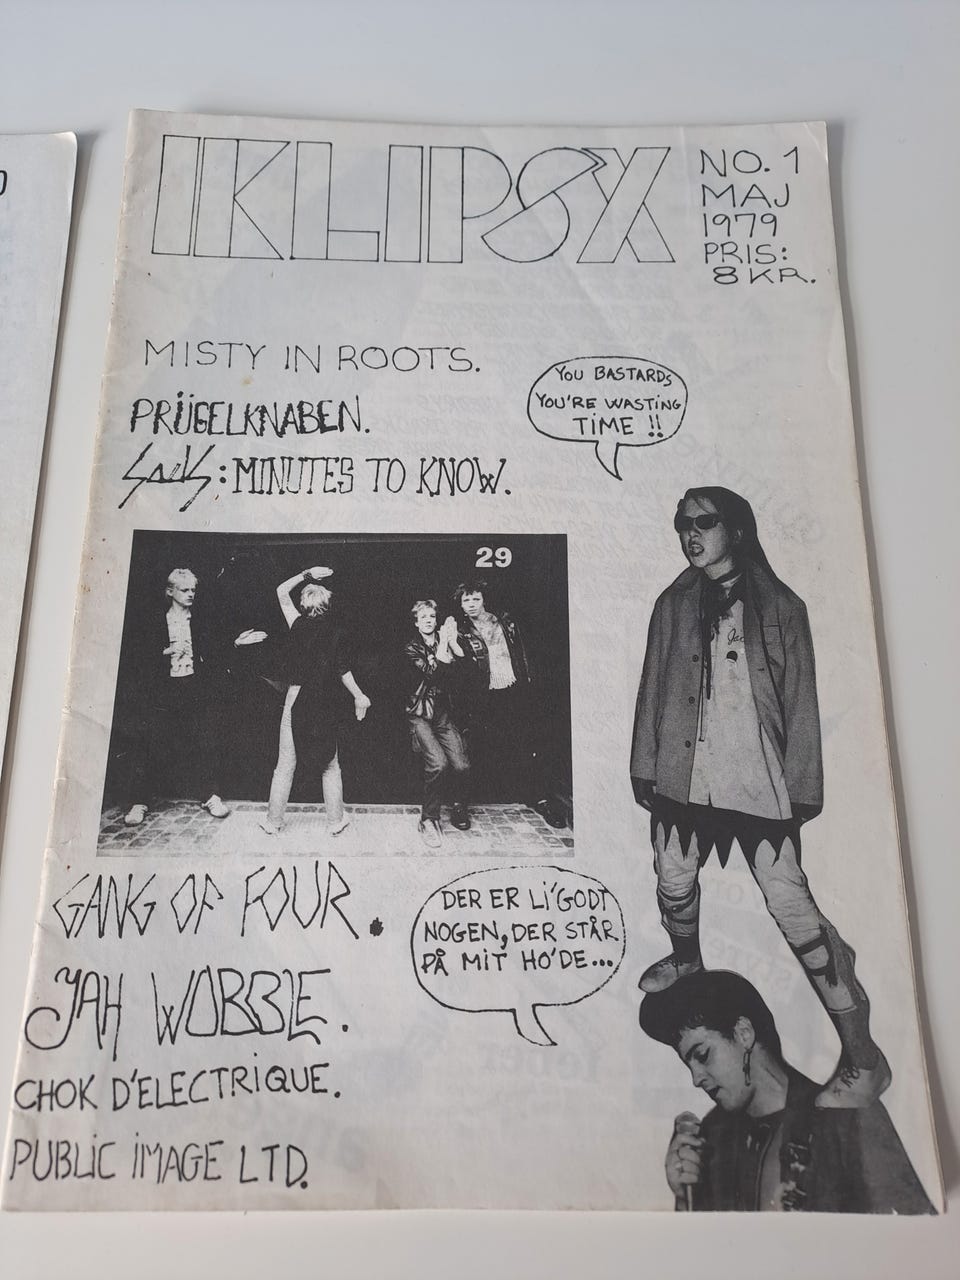 IKLIPSX
NO. 1
MAJ
1979
PRIS:
8 KR.
MISTY IN ROOTS.
PRÜGELKNABEN.
SODS: MINUTES TO KNOW.
YOU BASTARDS
YOU'RE WASTING
TIME !!
29
GANG OF FOUR.
DER ER LI'GODT
NOGEN, DER STÅR
PÅ MIT HO'DE...
JAH WOBBLE.
CHOK D'ELECTRIQUE.
PUBLIC IMAGE LTD.